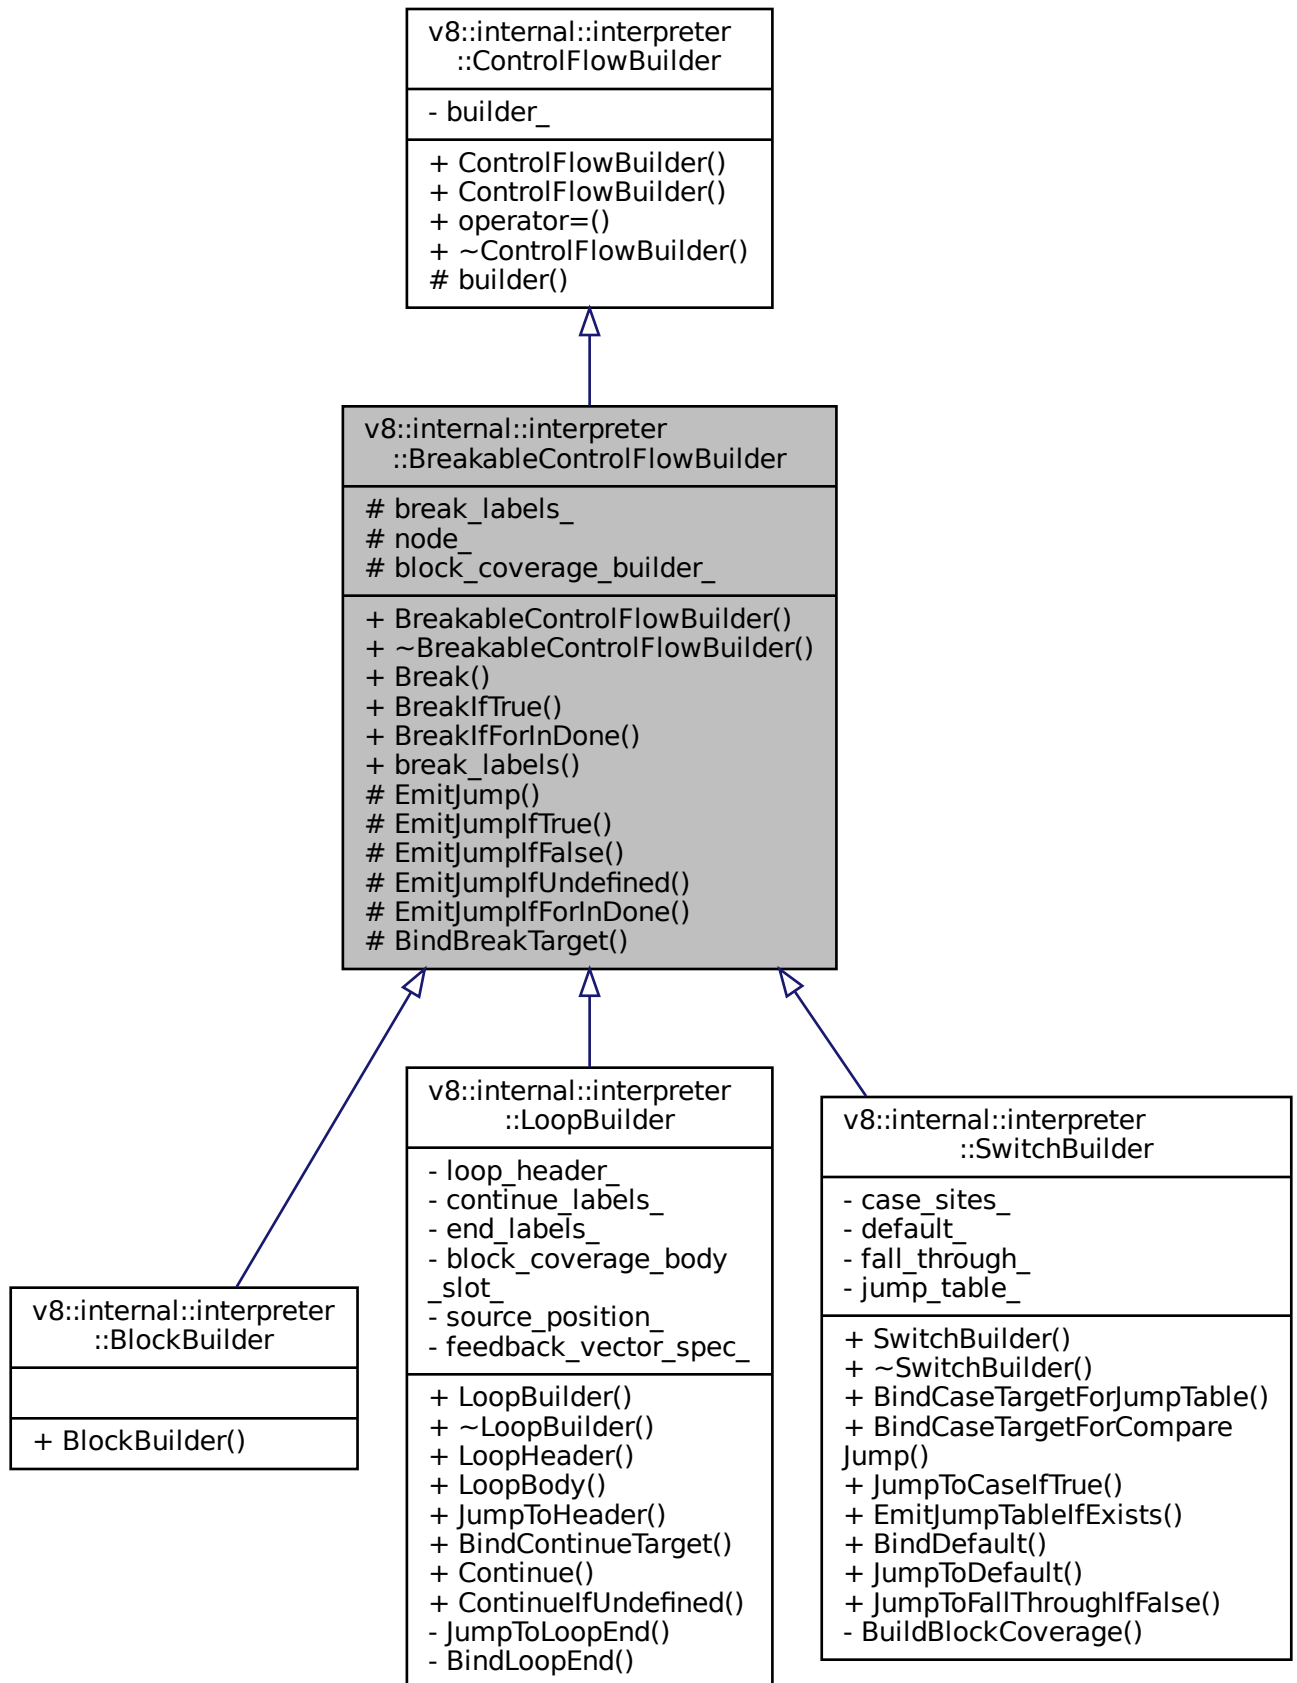 v8::internal::interpreter
::ControlFlowBuilder
- builder_
+ ControlFlowBuilder()
+ ControlFlowBuilder()
+ operator=()
+ ~ControlFlowBuilder()
# builder()
v8::internal::interpreter
::BreakableControlFlowBuilder
# break_labels_
# node_
# block_coverage_builder_
+ BreakableControlFlowBuilder()
+ ~BreakableControlFlowBuilder()
+ Break()
+ BreakIfTrue()
+ BreakIfForInDone()
+ break_labels()
# EmitJump()
# EmitJumpIfTrue()
# EmitJumpIfFalse()
# EmitJumpIfUndefined()
# EmitJumpIfForInDone()
# BindBreakTarget()
v8::internal::interpreter
::BlockBuilder
+ BlockBuilder()
v8::internal::interpreter
::LoopBuilder
- loop_header_
- continue_labels_
- end_labels_
- block_coverage_body
_slot_
- source_position_
- feedback_vector_spec_
+ LoopBuilder()
+ ~LoopBuilder()
+ LoopHeader()
+ LoopBody()
+ JumpToHeader()
+ BindContinueTarget()
+ Continue()
+ ContinueIfUndefined()
- JumpToLoopEnd()
- BindLoopEnd()
v8::internal::interpreter
::SwitchBuilder
- case_sites_
- default_
- fall_through_
- jump_table_
+ SwitchBuilder()
+ ~SwitchBuilder()
+ BindCaseTargetForJumpTable()
+ BindCaseTargetForCompare
Jump()
+ JumpToCaseIfTrue()
+ EmitJumpTableIfExists()
+ BindDefault()
+ JumpToDefault()
+ JumpToFallThroughIfFalse()
- BuildBlockCoverage()